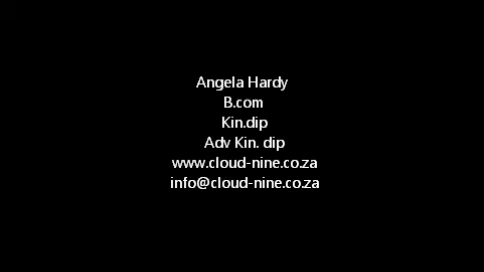 Angela Hardy
B.com
Kin.dip
Adv Kin. dip
www.cloud-nine.co.za
info@cloud-nine.co.za